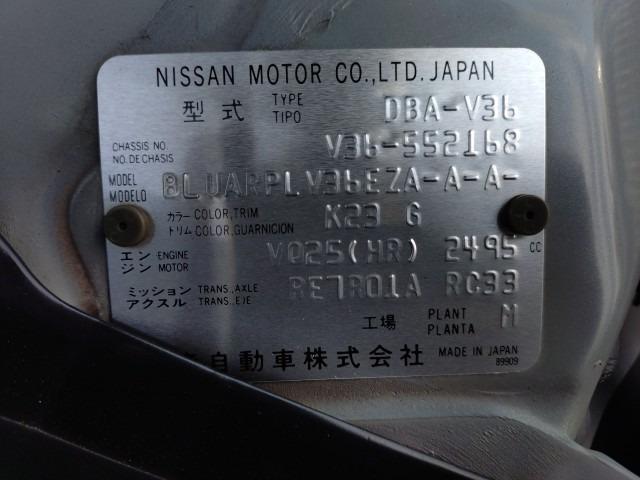 NISSAN MOTOR CO.,LTD. JAPAN
型式 TYPE TIPO DBA-V36
CHASSIS NO. NO. DE CHASIS V36-552168
MODEL MODELO BLUARPLV36EZA-A-A-
カラー COLOR,TRIM トリム COLOR,GUARNICION K23 G
エンジン ENGINE MOTOR VQ25(HR) 2495 CC
ミッション TRANS.,AXLE アクスル TRANS.,EJE RE7R01A RC33
工場 PLANT PLANTA M
自動車株式会社 MADE IN JAPAN
89909